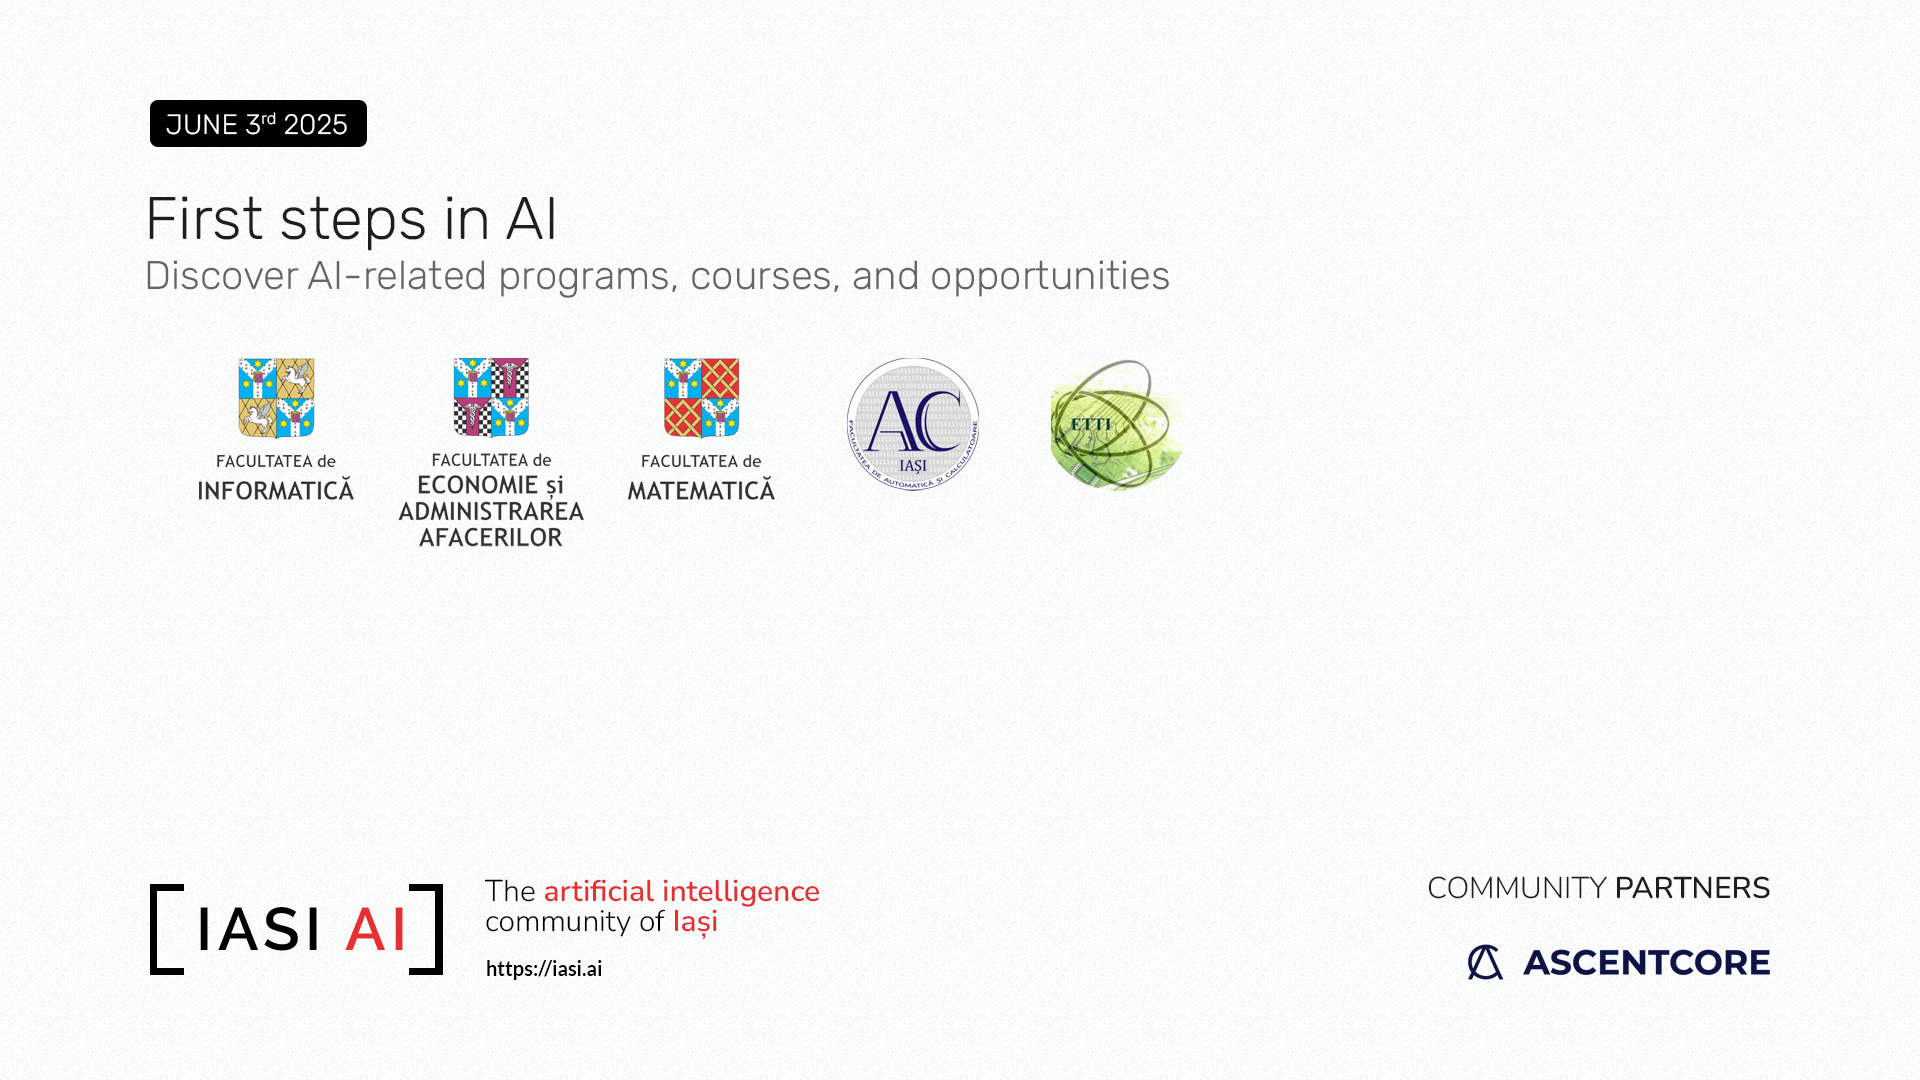 JUNE 3rd 2025
First steps in AI
Discover AI-related programs, courses, and opportunities
FACULTATEA de
INFORMATICĂ
FACULTATEA de
ECONOMIE și
ADMINISTRAREA
AFACERILOR
FACULTATEA de
MATEMATICĂ
AC
IAȘI
FACULTATEA DE AUTOMATICĂ ȘI CALCULATOARE
ETTI
[IASI AI]
The artificial intelligence
community of Iași
https://iasi.ai
COMMUNITY PARTNERS
ASCENTCORE